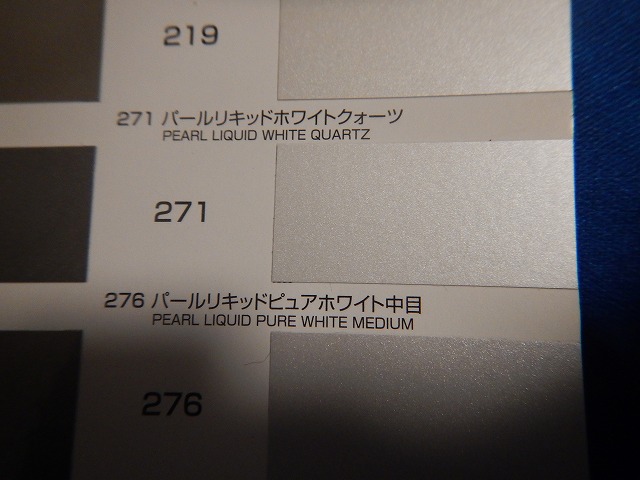 219
271 パールリキッドホワイトクォーツ
PEARL LIQUID WHITE QUARTZ
271
276 パールリキッドピュアホワイト中目
PEARL LIQUID PURE WHITE MEDIUM
276